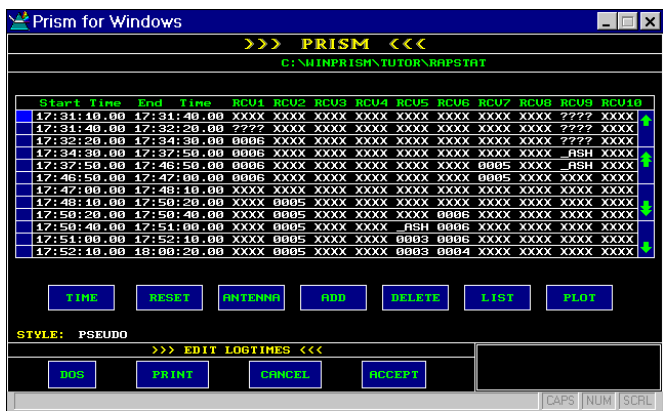 Prism for Windows
>>> PRISM <<<
C:\WINPRISM\TUTOR\RAPSTAT
Start Time End Time RCV1 RCV2 RCV3 RCV4 RCV5 RCV6 RCV7 RCV8 RCV9 RCV10
17:31:10.00 17:31:40.00 XXXX XXXX XXXX XXXX XXXX XXXX XXXX XXXX ???? XXXX
17:31:40.00 17:32:20.00 ???? XXXX XXXX XXXX XXXX XXXX XXXX XXXX ???? XXXX
17:32:20.00 17:34:30.00 0006 XXXX XXXX XXXX XXXX XXXX XXXX XXXX ???? XXXX
17:34:30.00 17:37:50.00 0006 XXXX XXXX XXXX XXXX XXXX XXXX XXXX _ASH XXXX
17:37:50.00 17:46:50.00 0006 XXXX XXXX XXXX XXXX XXXX 0005 XXXX _ASH XXXX
17:46:50.00 17:47:00.00 0006 XXXX XXXX XXXX XXXX XXXX 0005 XXXX XXXX XXXX
17:47:00.00 17:48:10.00 XXXX XXXX XXXX XXXX XXXX XXXX XXXX XXXX XXXX XXXX
17:48:10.00 17:50:20.00 XXXX 0005 XXXX XXXX XXXX XXXX XXXX XXXX XXXX XXXX
17:50:20.00 17:50:40.00 XXXX 0005 XXXX XXXX XXXX 0006 XXXX XXXX XXXX XXXX
17:50:40.00 17:51:00.00 XXXX 0005 XXXX XXXX _ASH 0006 XXXX XXXX XXXX XXXX
17:51:00.00 17:52:10.00 XXXX 0005 XXXX XXXX 0003 0006 XXXX XXXX XXXX XXXX
17:52:10.00 18:00:20.00 XXXX 0005 XXXX XXXX 0003 0004 XXXX XXXX XXXX XXXX
TIME RESET ANTENNA ADD DELETE LIST PLOT
STYLE: PSEUDO
>>> EDIT LOGTIMES <<<
DOS PRINT CANCEL ACCEPT
CAPS NUM SCRL